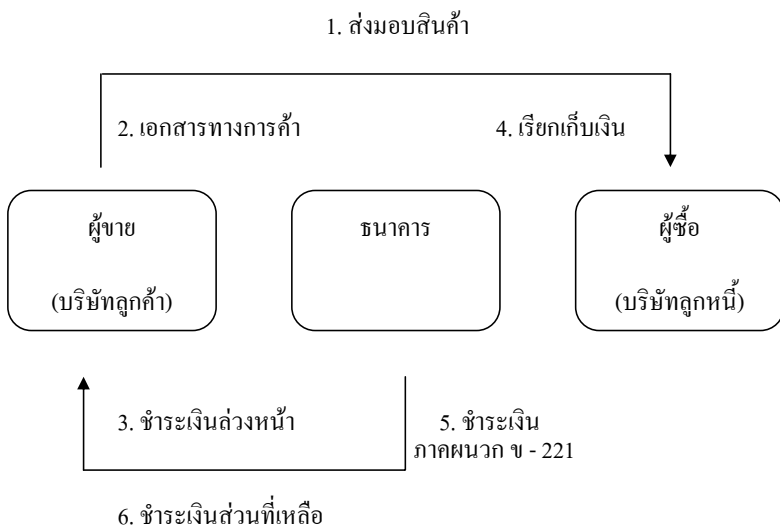 1. ส่งมอบสินค้า
2. เอกสารทางการค้า
4. เรียกเก็บเงิน
ผู้ขาย
(บริษัทลูกค้า)
ธนาคาร
ผู้ซื้อ
(บริษัทลูกหนี้)
3. ชำระเงินล่วงหน้า
5. ชำระเงิน
ภาคผนวก ข - 221
6. ชำระเงินส่วนที่เหลือ